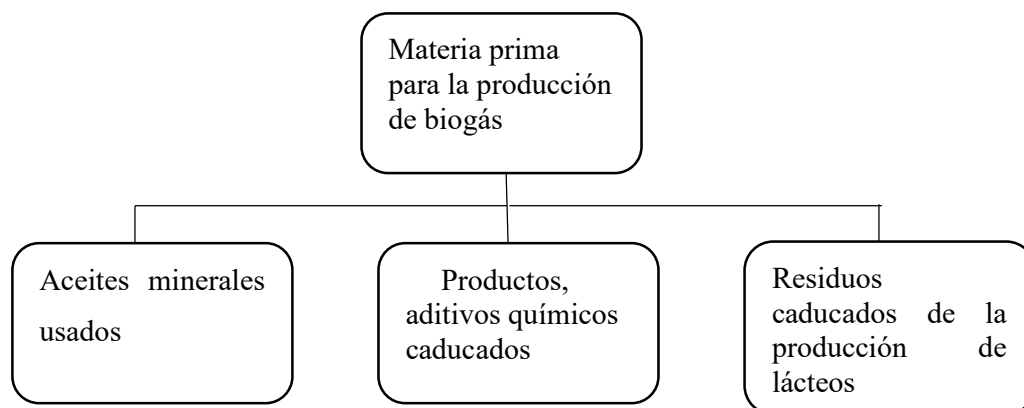 Materia prima
para la producción
de biogás
Aceites minerales
usados
Productos,
aditivos químicos
caducados
Residuos
caducados de la
producción de
lácteos